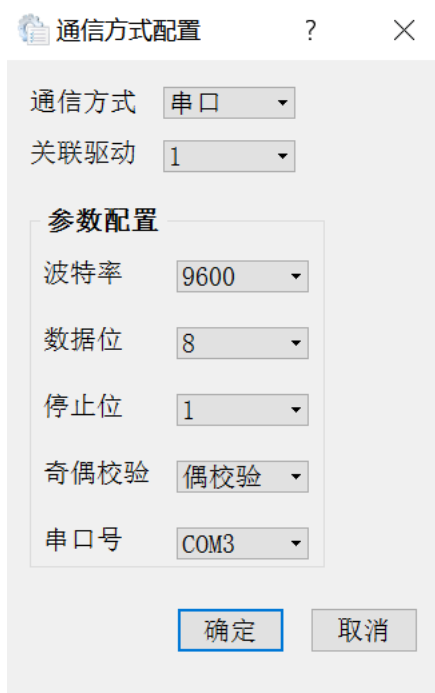 通信方式配置 ?
通信方式 串口
关联驱动 1
参数配置
波特率 9600
数据位 8
停止位 1
奇偶校验 偶校验
串口号 COM3
确定 取消